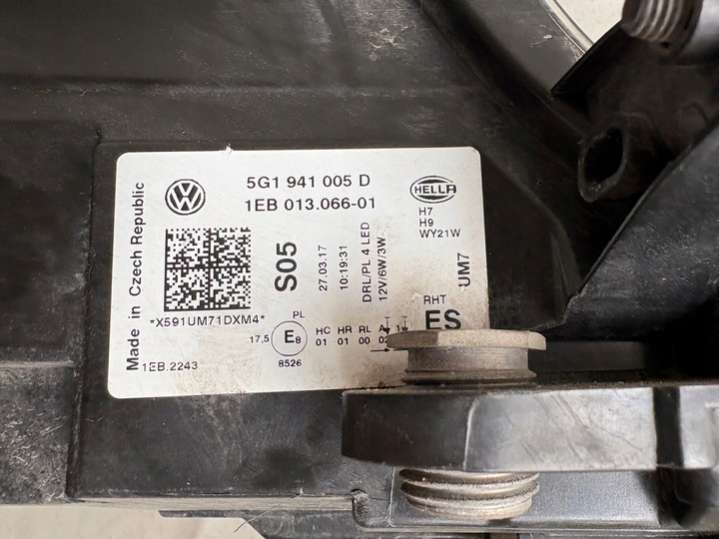 Made in Czech Republic
5G1 941 005 D
1EB 013.066-01
HELLA
H7
H9
WY21W
S05
27.03.17
10:19:31
DRL/PL 4 LED
12V/6W/3W
UM7
*X591UM71DXM4*
RHT
ES
1EB.2243
17,5
PL
E8
8526
HC HR RL A 1
01 01 00 02